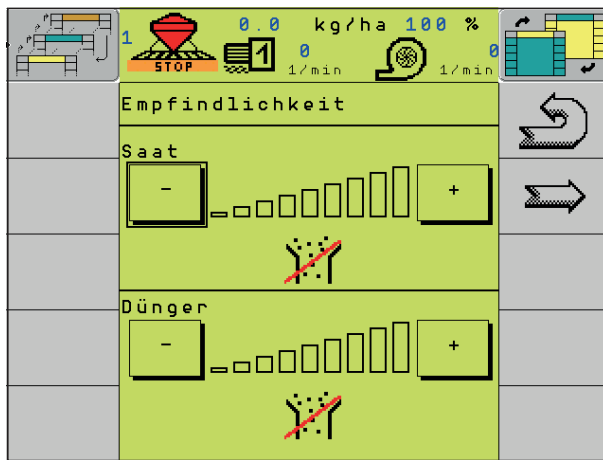 1 0.0 kg/ha 100 %
STOP 1 0 1/min 0 1/min
Empfindlichkeit
Saat
- +
Dünger
- +